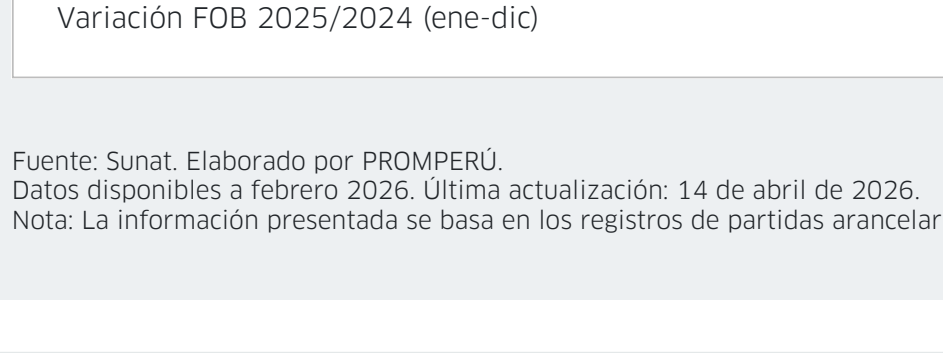 Variación FOB 2025/2024 (ene-dic)
Fuente: Sunat. Elaborado por PROMPERÚ.
Datos disponibles a febrero 2026. Última actualización: 14 de abril de 2026.
Nota: La información presentada se basa en los registros de partidas arancelar